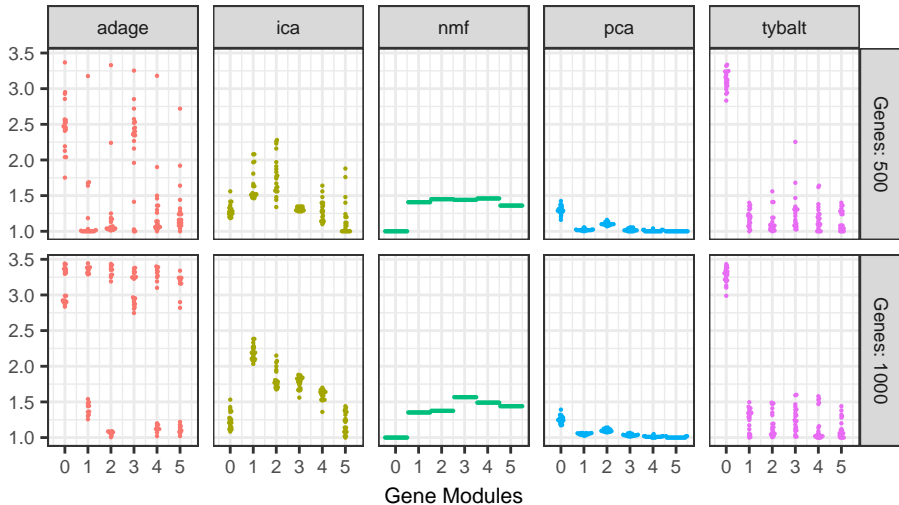 adage ica nmf pca tybalt
3.5
3.0
2.5
2.0
1.5
1.0
Genes: 500
3.5
3.0
2.5
2.0
1.5
1.0
Genes: 1000
0 1 2 3 4 5 0 1 2 3 4 5 0 1 2 3 4 5 0 1 2 3 4 5 0 1 2 3 4 5
Gene Modules